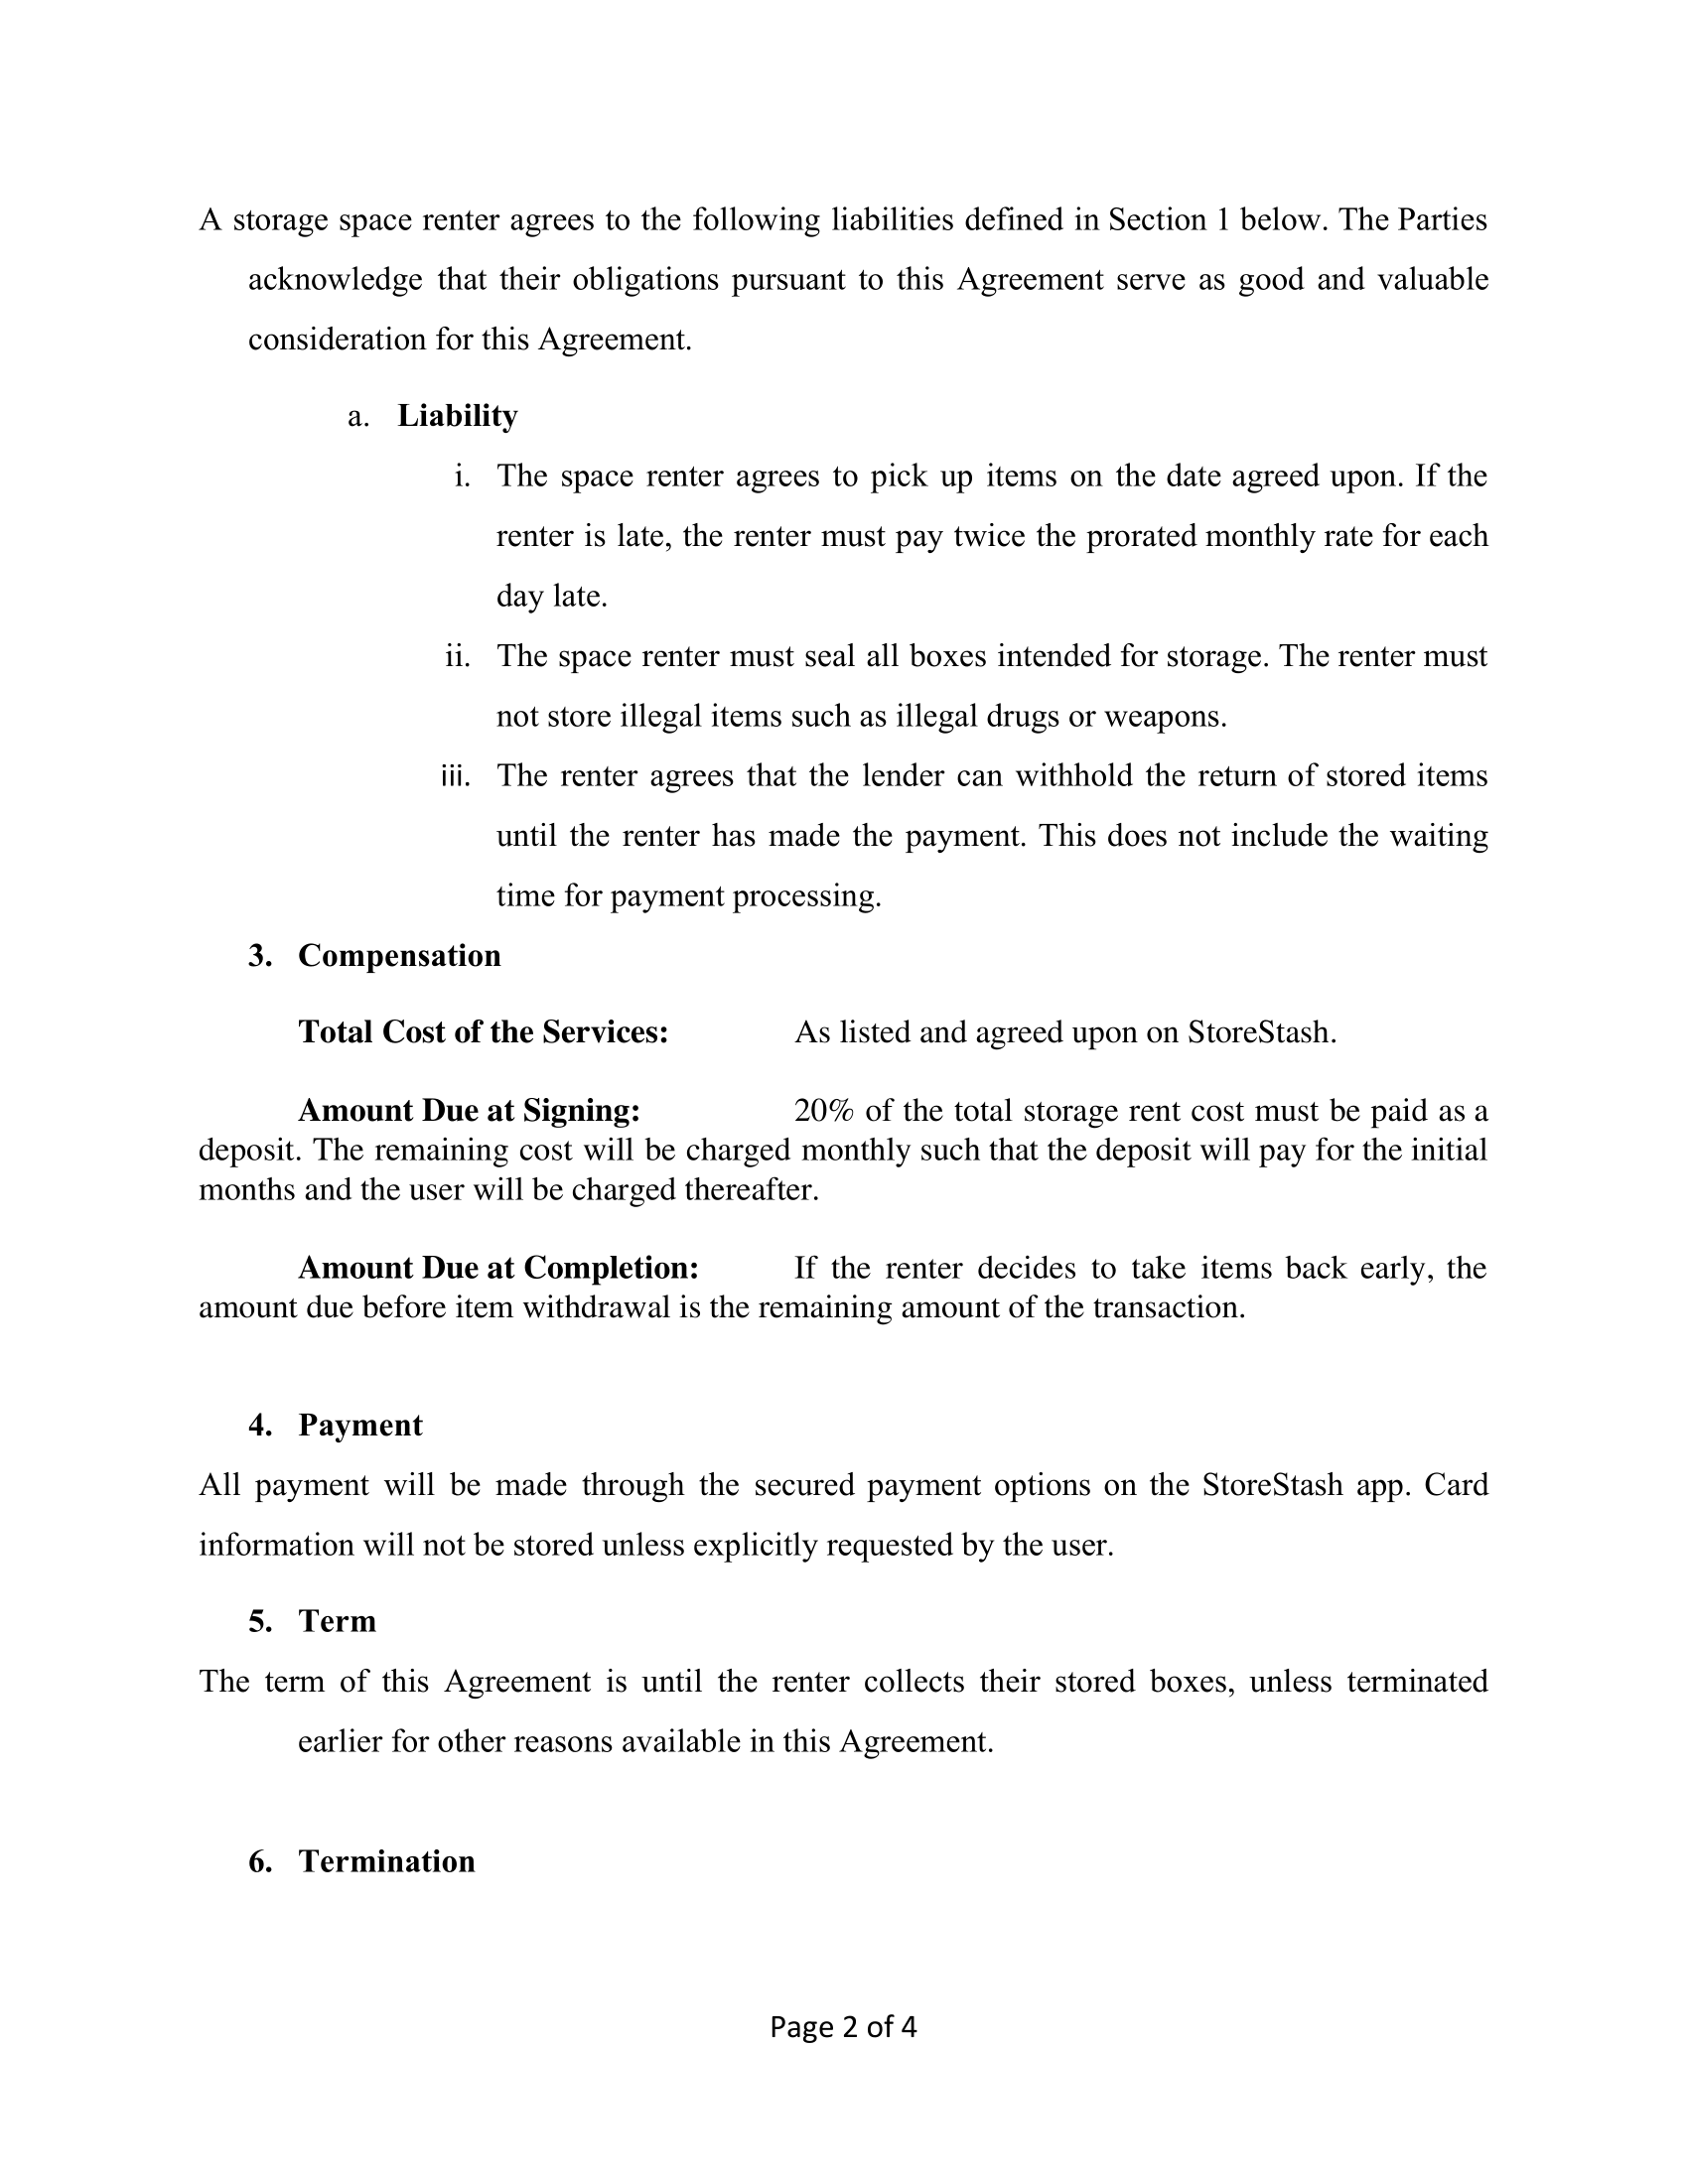 A storage space renter agrees to the following liabilities defined in Section 1 below. The Parties
acknowledge that their obligations pursuant to this Agreement serve as good and valuable
consideration for this Agreement.
a. Liability
i. The space renter agrees to pick up items on the date agreed upon. If the
renter is late, the renter must pay twice the prorated monthly rate for each
day late.
ii. The space renter must seal all boxes intended for storage. The renter must
not store illegal items such as illegal drugs or weapons.
iii. The renter agrees that the lender can withhold the return of stored items
until the renter has made the payment. This does not include the waiting
time for payment processing.
3. Compensation
Total Cost of the Services: As listed and agreed upon on StoreStash.
Amount Due at Signing: 20% of the total storage rent cost must be paid as a
deposit. The remaining cost will be charged monthly such that the deposit will pay for the initial
months and the user will be charged thereafter.
Amount Due at Completion: If the renter decides to take items back early, the
amount due before item withdrawal is the remaining amount of the transaction.
4. Payment
All payment will be made through the secured payment options on the StoreStash app. Card
information will not be stored unless explicitly requested by the user.
5. Term
The term of this Agreement is until the renter collects their stored boxes, unless terminated
earlier for other reasons available in this Agreement.
6. Termination
Page 2 of 4